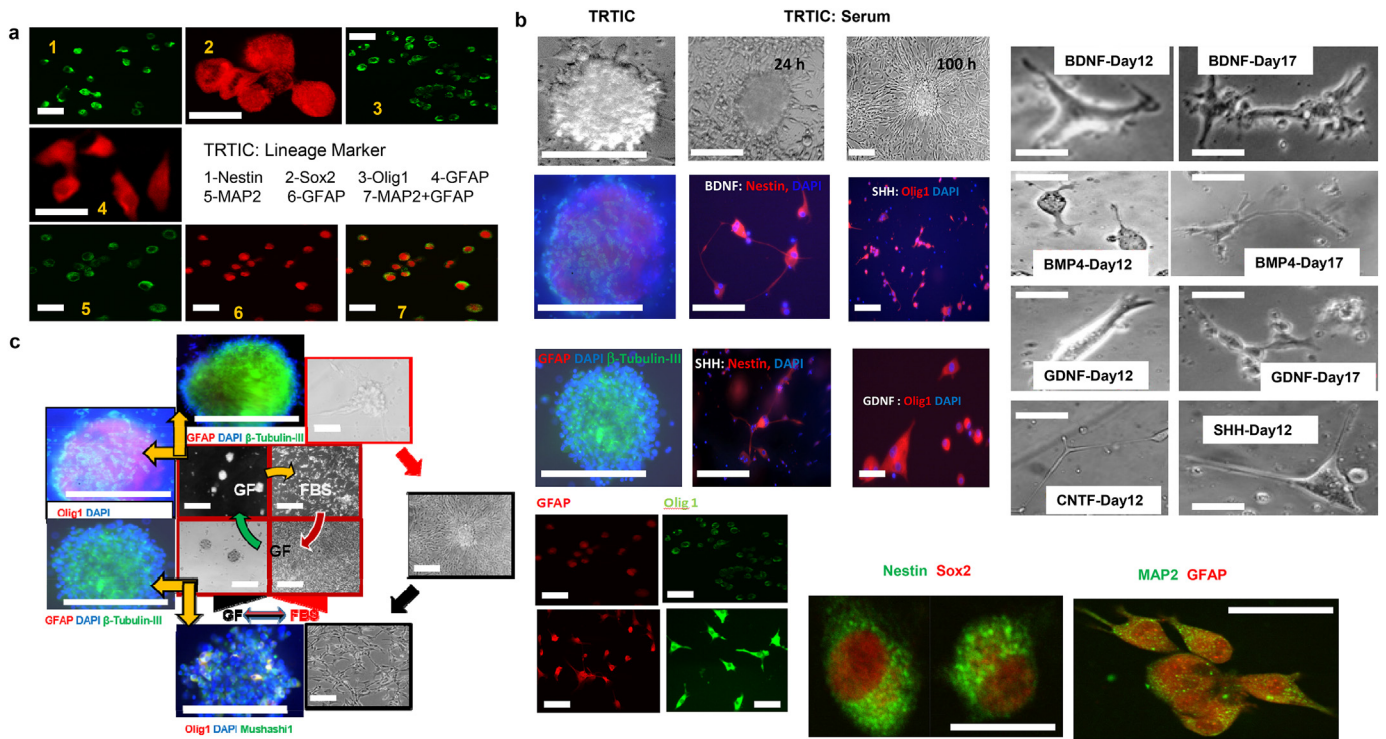 a
1
2
3
4
TRTIC: Lineage Marker
1-Nestin 2-Sox2 3-Olig1 4-GFAP
5-MAP2 6-GFAP 7-MAP2+GFAP
5
6
7
b
TRTIC
TRTIC: Serum
24 h
100 h
BDNF: Nestin, DAPI
SHH: Olig1 DAPI
GFAP DAPI β-Tubulin-III
SHH: Nestin, DAPI
GDNF : Olig1 DAPI
GFAP
Olig 1
BDNF-Day12
BDNF-Day17
BMP4-Day12
BMP4-Day17
GDNF-Day12
GDNF-Day17
CNTF-Day12
SHH-Day12
Nestin Sox2
MAP2 GFAP
c
GFAP DAPI β-Tubulin-III
Olig1 DAPI
GF
FBS
GF
GFAP DAPI β-Tubulin-III
GF
FBS
Olig1 DAPI Mushashi1